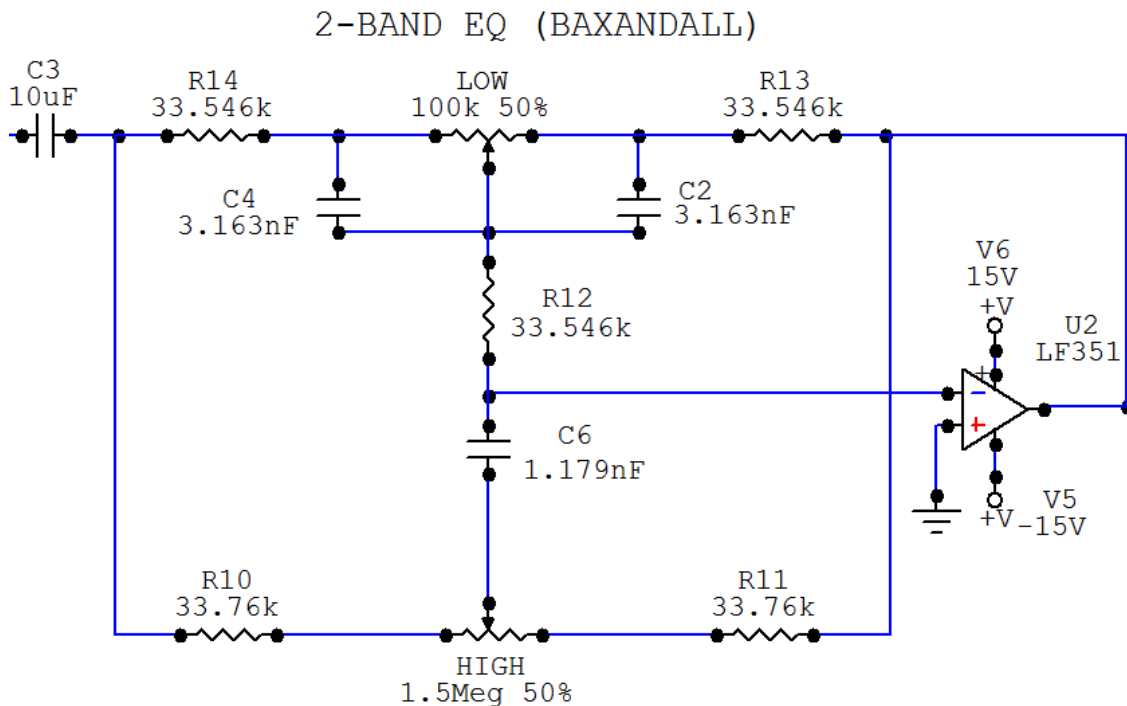 2-BAND EQ (BAXANDALL)
C3
10uF
R14
33.546k
LOW
100k 50%
R13
33.546k
C4
3.163nF
C2
3.163nF
R12
33.546k
V6
15V
+V
U2
LF351
+
-
+
C6
1.179nF
+V
V5
-15V
R10
33.76k
R11
33.76k
HIGH
1.5Meg 50%